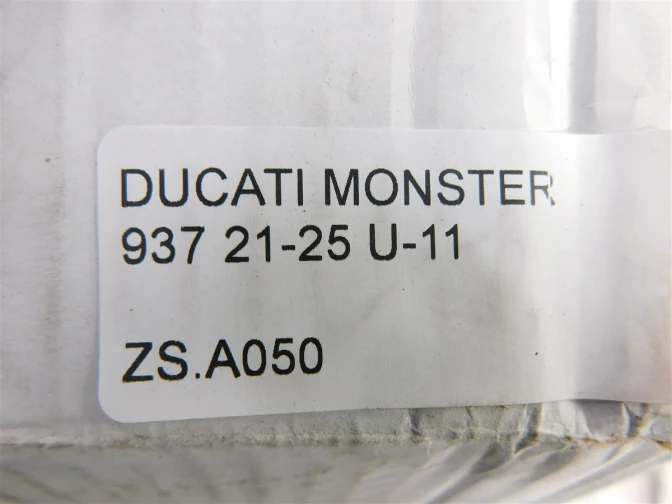 DUCATI MONSTER
937 21-25 U-11
ZS.A050